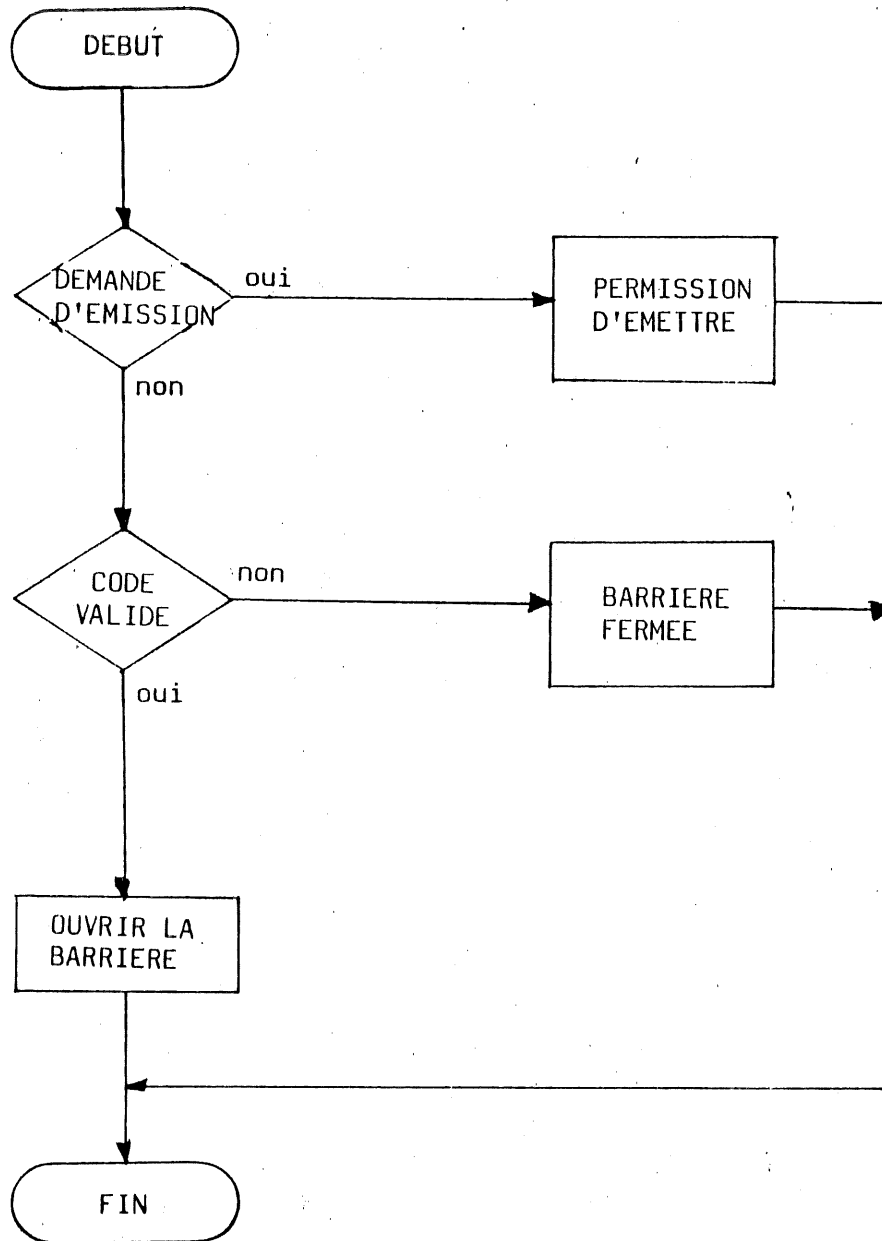 DEBUT
DEMANDE
D'EMISSION
oui
PERMISSION
D'EMETTRE
non
CODE
VALIDE
non
BARRIERE
FERMEE
oui
OUVRIR LA
BARRIERE
FIN